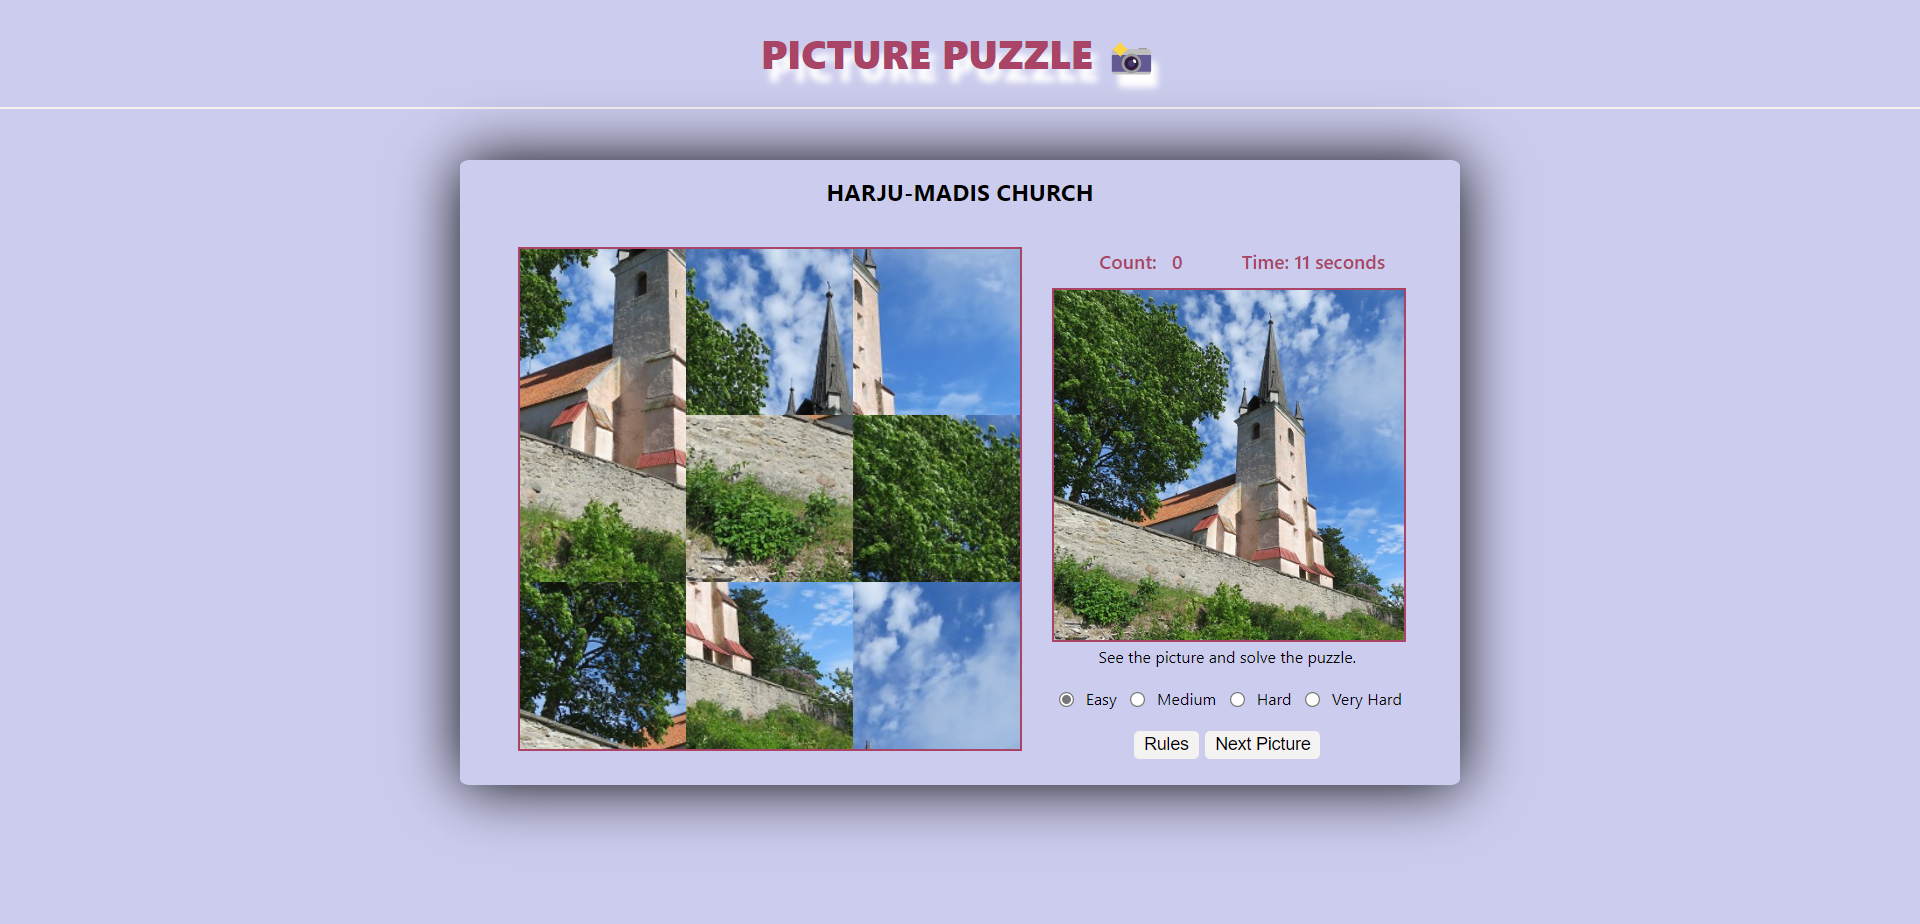 PICTURE PUZZLE
HARJU-MADIS CHURCH
Count: 0 Time: 11 seconds
See the picture and solve the puzzle.
Easy Medium Hard Very Hard
Rules Next Picture